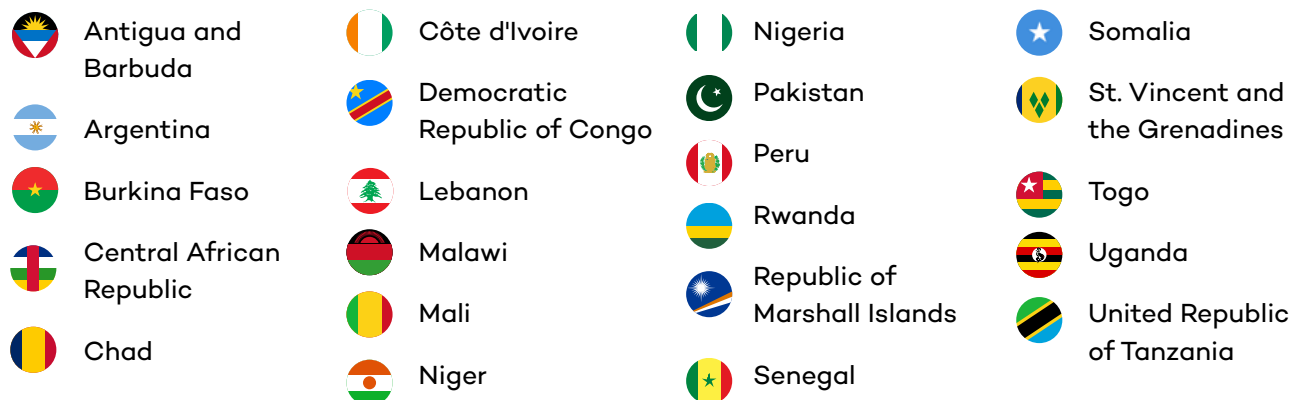 Antigua and
Barbuda
Argentina
Burkina Faso
Central African
Republic
Chad
Côte d'Ivoire
Democratic
Republic of Congo
Lebanon
Malawi
Mali
Niger
Nigeria
Pakistan
Peru
Rwanda
Republic of
Marshall Islands
Senegal
Somalia
St. Vincent and
the Grenadines
Togo
Uganda
United Republic
of Tanzania